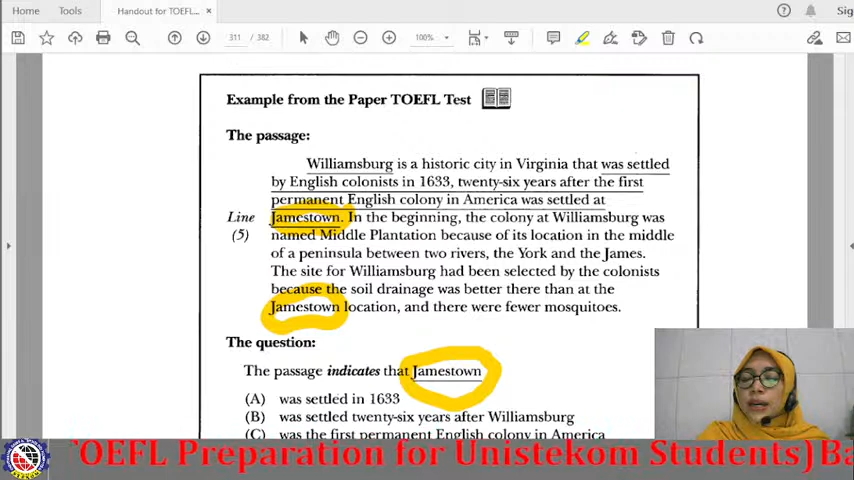 Home Tools Handout for TOEFL... × Sig
311 / 382 100%
Example from the Paper TOEFL Test
The passage:
Williamsburg is a historic city in Virginia that was settled
by English colonists in 1633, twenty-six years after the first
permanent English colony in America was settled at
Line Jamestown. In the beginning, the colony at Williamsburg was
(5) named Middle Plantation because of its location in the middle
of a peninsula between two rivers, the York and the James.
The site for Williamsburg had been selected by the colonists
because the soil drainage was better there than at the
Jamestown location, and there were fewer mosquitoes.
The question:
The passage indicates that Jamestown
(A) was settled in 1633
(B) was settled twenty-six years after Williamsburg
(C) was the first permanent English colony in America
OEFL Preparation for Unistekom Students) Ba